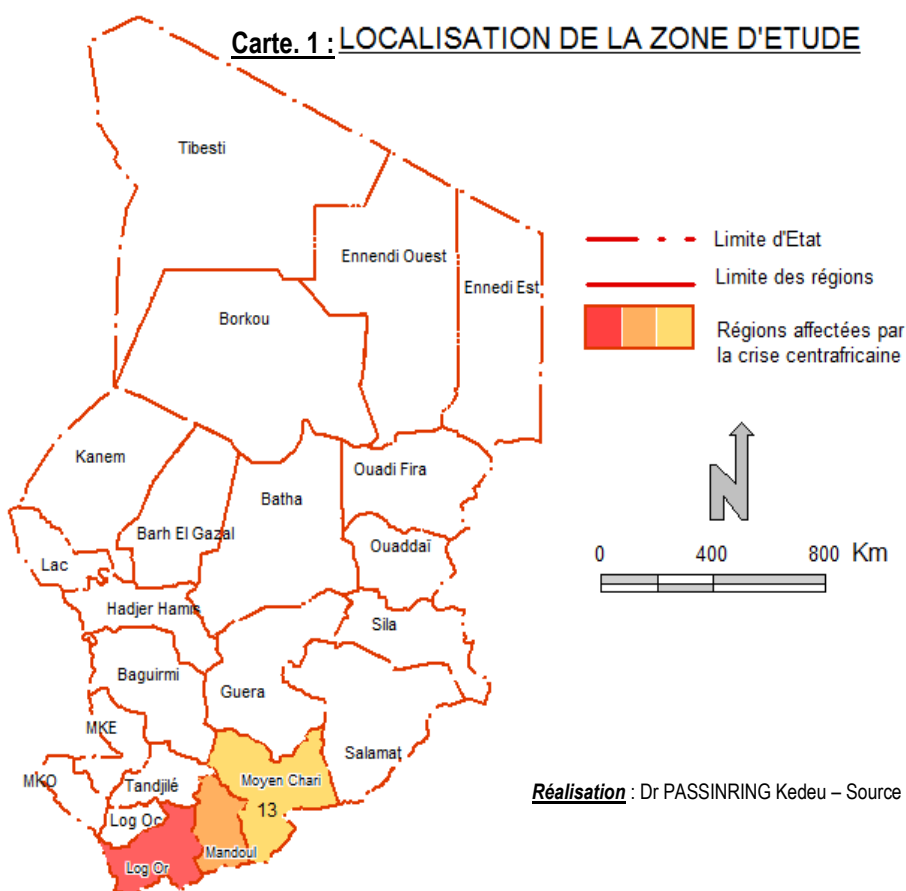 Carte. 1 : LOCALISATION DE LA ZONE D'ETUDE
Tibesti
Ennendi Ouest
Ennedi Est
Borkou
Limite d'Etat
Limite des régions
Régions affectées par
la crise centrafricaine
Kanem
Batha
Ouadi Fira
Barh El Gazal
Ouaddaï
Lac
0 400 800 Km
Hadjer Hamis
Sila
Baguirmi
Guera
MKE
Salamat
MKO
Tandjilé
Moyen Chari
13
Log Oc
Mandoul
Log Or
Réalisation : Dr PASSINRING Kedeu – Source